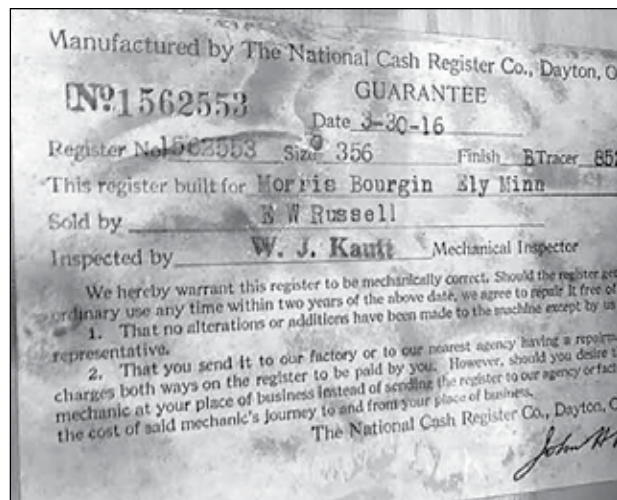 Manufactured by The National Cash Register Co., Dayton, O
No 1562553
GUARANTEE
Date 3-30-16
Register No 1562553 Size 356 Finish B Tracer 852
This register built for Morris Bourgin Ely Minn
Sold by E W Russell
Inspected by W. J. Kautt Mechanical Inspector
We hereby warrant this register to be mechanically correct. Should the register get
ordinary use any time within two years of the above date, we agree to repair it free of
1. That no alterations or additions have been made to the machine except by us
representative.
2. That you send it to our factory or to our nearest agency having a repairm
charges both ways on the register to be paid by you. However, should you desire t
mechanic at your place of business instead of sending the register to our agency or fact
the cost of said mechanic's journey to and from your place of business.
The National Cash Register Co., Dayton, O
John H